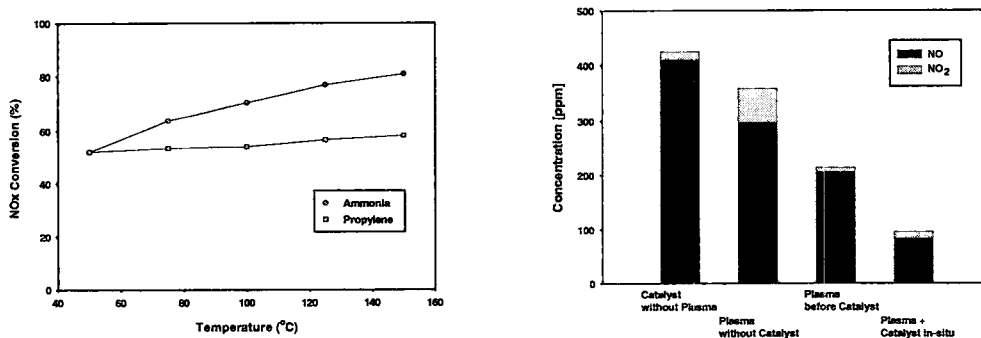 100
80
60
40
20
0
NOx Conversion (%)
40 60 80 100 120 140 160
Temperature (°C)
Ammonia
Propylene
500
400
300
200
100
0
Concentration [ppm]
NO
NO2
Catalyst
without Plusma
Plasma
without Catalyst
Plasma
before Catalyst
Plasma +
Catalyst in-situ